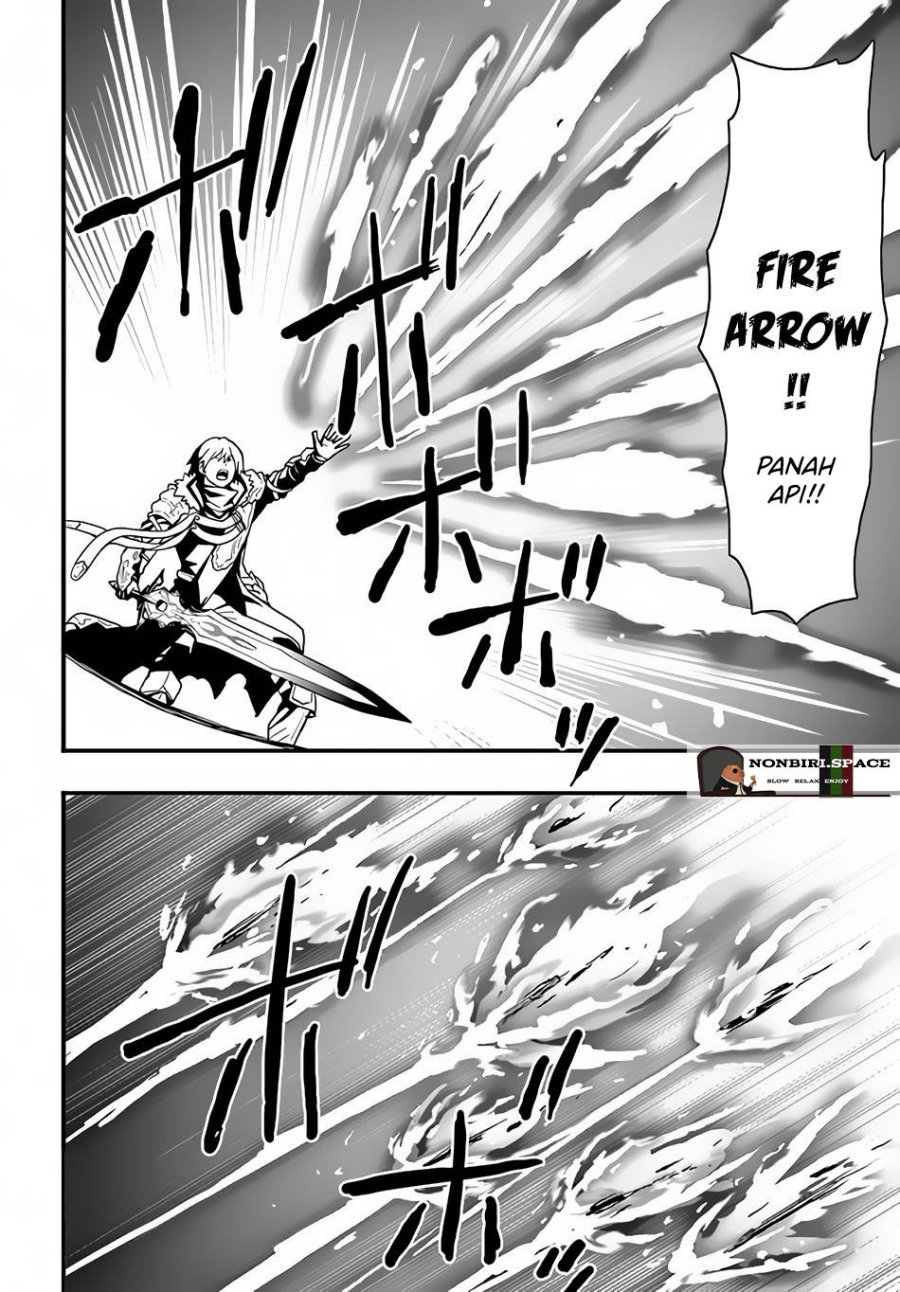 FIRE
ARROW
!!
PANAH
API!!
ボ
ボ
ボ
ボッ
NONBIRI.SPACE
SLOW RELAX ENJOY
ボ
ボッ